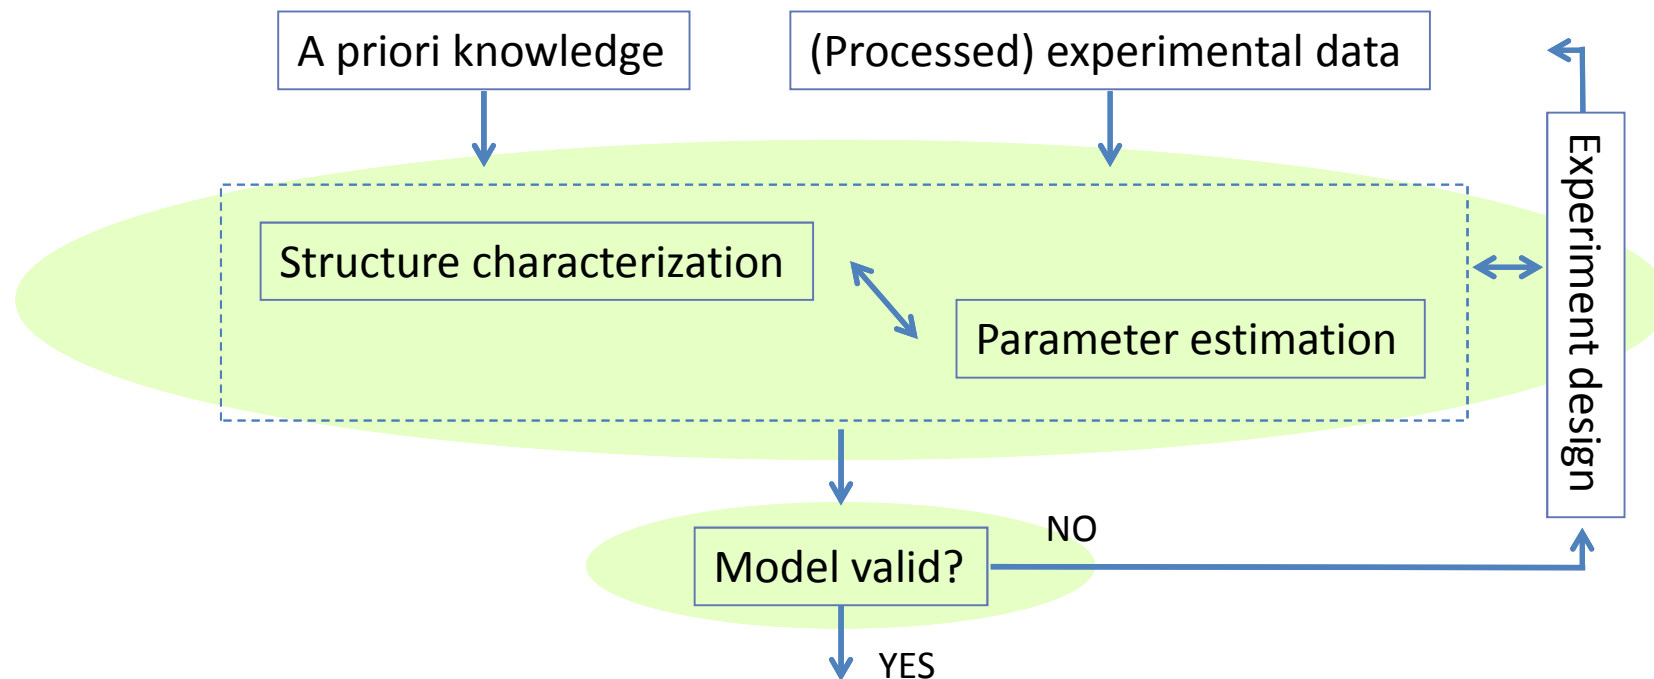 A priori knowledge
(Processed) experimental data
Experiment design
Structure characterization
Parameter estimation
NO
Model valid?
YES